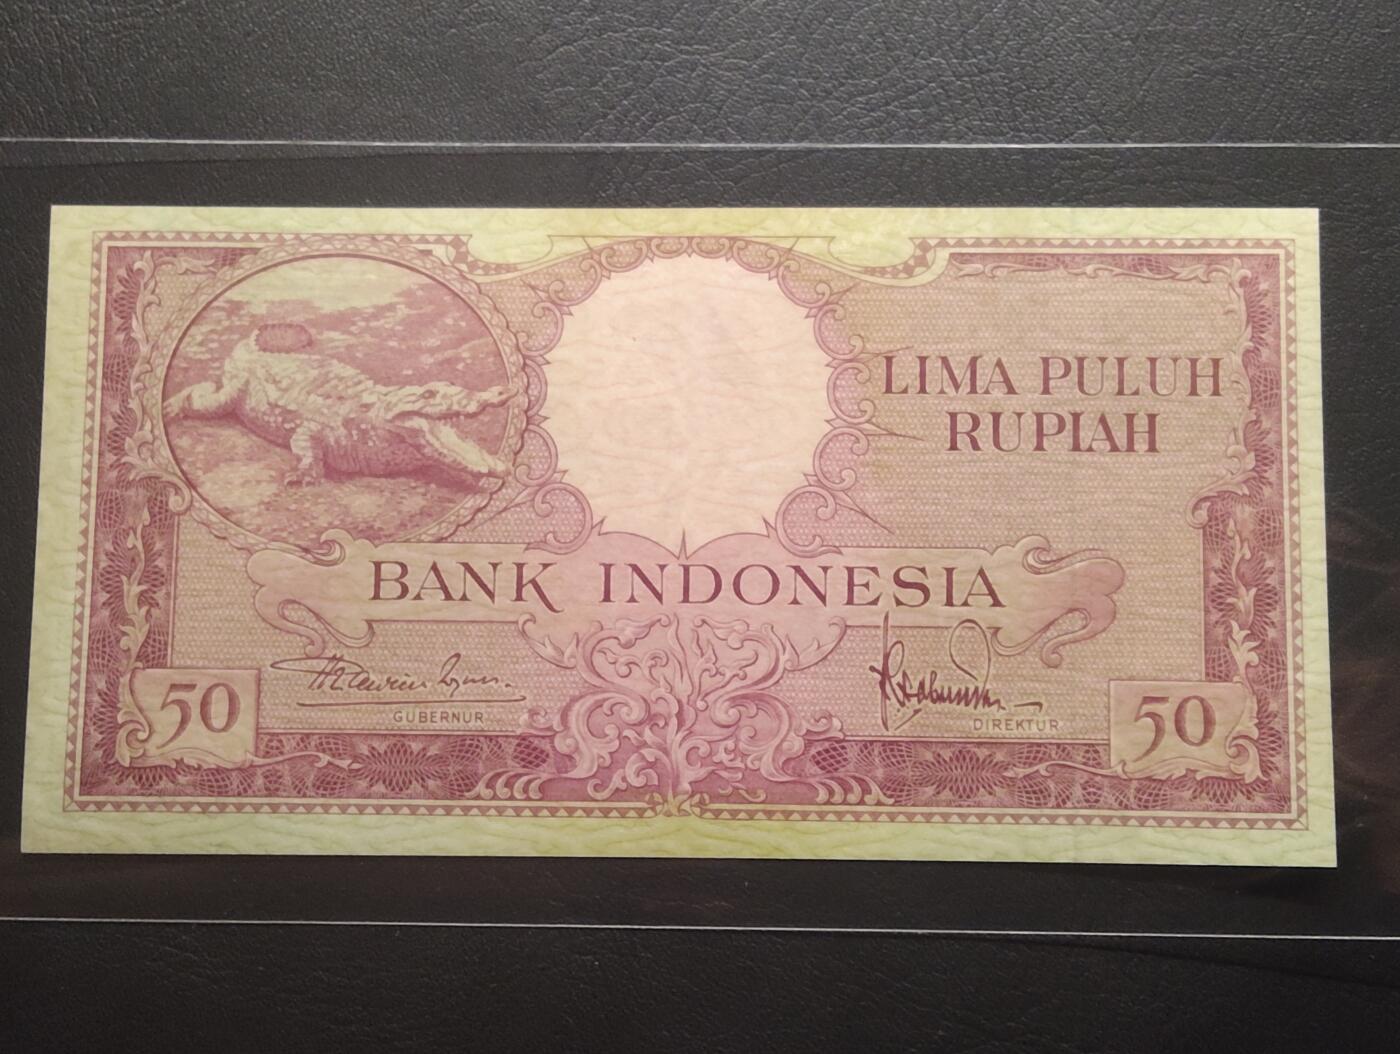 LIMA PULUH
RUPIAH
BANK INDONESIA
50
GUBERNUR
DIREKTUR
50